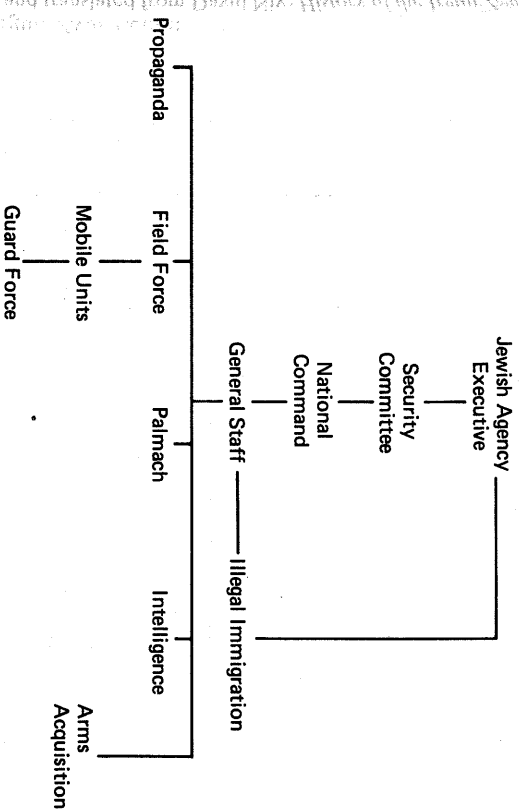 Jewish Agency
Executive
Security
Committee
National
Command
General Staff
Illegal Immigration
Propaganda
Field Force
Mobile Units
Guard Force
Palmach
Intelligence
Arms
Acquisition